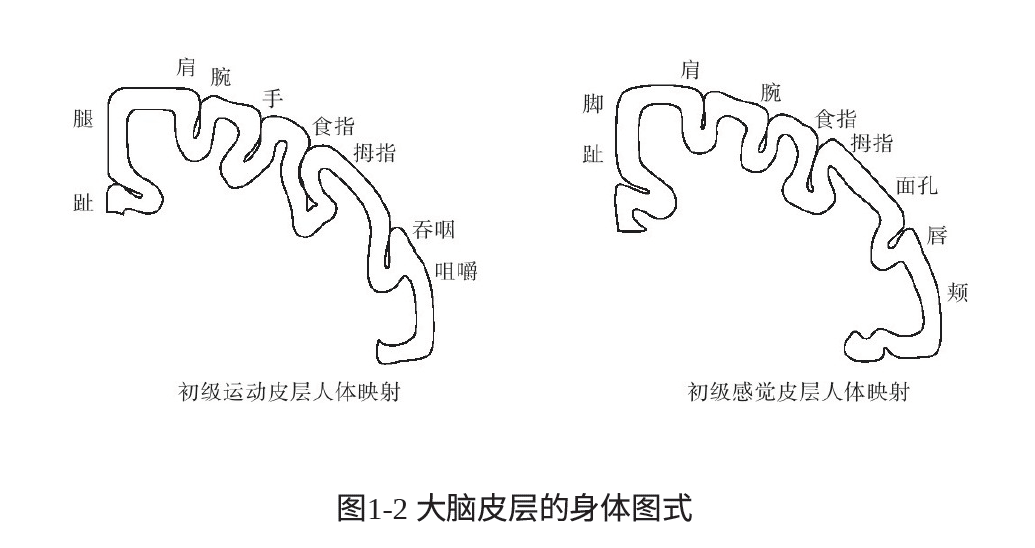 肩
腕
手
食指
拇指
腿
趾
吞咽
咀嚼
初级运动皮层人体映射
肩
腕
食指
拇指
脚
趾
面孔
唇
颊
初级感觉皮层人体映射
图1-2 大脑皮层的身体图式